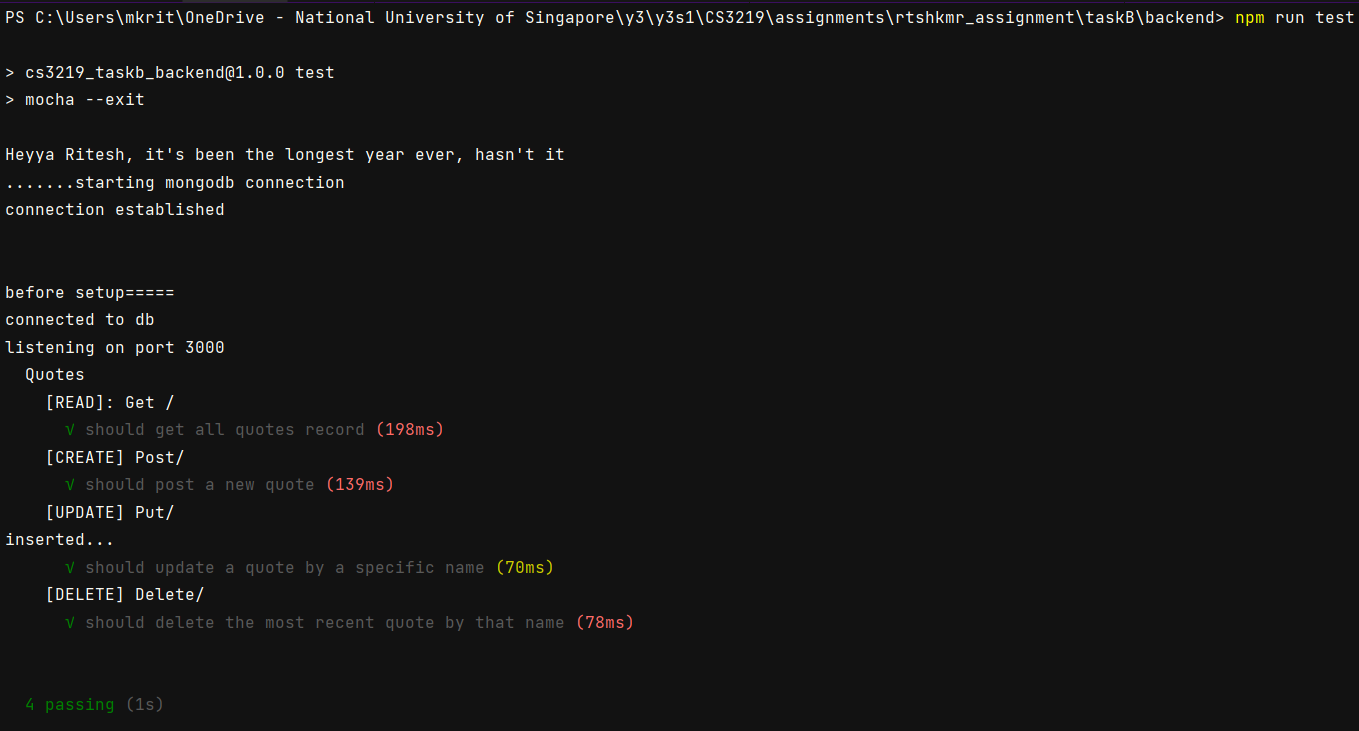 PS C:\Users\mkrit\OneDrive - National University of Singapore\y3\y3s1\CS3219\assignments\rtshkmr_assignment\taskB\backend> npm run test
> cs3219_taskb_backend@1.0.0 test
> mocha --exit
Heyya Ritesh, it's been the longest year ever, hasn't it
.......starting mongodb connection
connection established
before setup=====
connected to db
listening on port 3000
Quotes
[READ]: Get /
√ should get all quotes record (198ms)
[CREATE] Post/
√ should post a new quote (139ms)
[UPDATE] Put/
inserted...
√ should update a quote by a specific name (70ms)
[DELETE] Delete/
√ should delete the most recent quote by that name (78ms)
4 passing (1s)